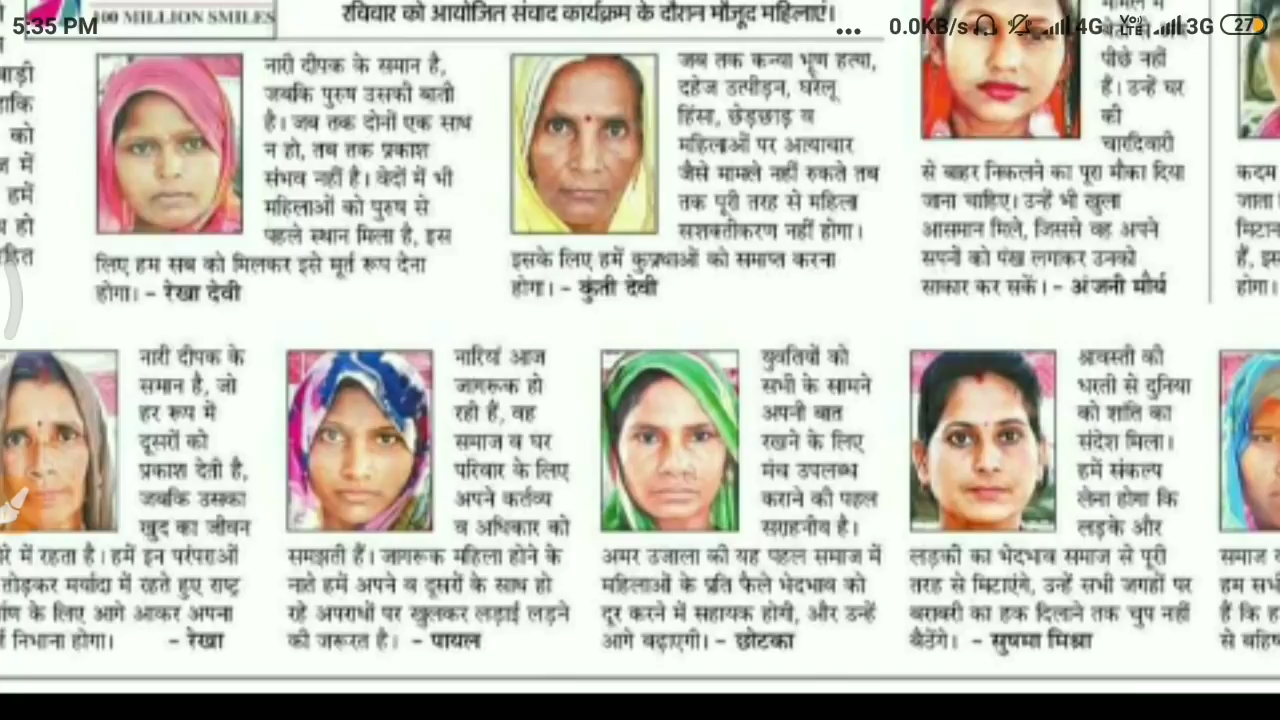 5:35 PM
... 0.0KB/s 4G VoLTE 3G 27
100 MILLION SMILES
रविवार को आयोजित संवाद कार्यक्रम के दौरान मौजूद महिलाएं।
नारी दीपक के समान है,
जबकि पुरुष उसकी बाती
है। जब तक दोनों एक साथ
न हो, तब तक प्रकाश
संभव नहीं है। वेदों में भी
महिलाओं को पुरुष से
पहले स्थान मिला है, इस
लिए हम सब को मिलकर इसे मूर्त रूप देना
होगा। - रेखा देवी
जब तक कन्या भ्रूण हत्या,
दहेज उत्पीड़न, घरेलू
हिंसा, छेड़छाड़ व
महिलाओं पर अत्याचार
जैसे मामले नहीं रुकते तब
तक पूरी तरह से महिला
सशक्तीकरण नहीं होगा।
इसके लिए हमें कुप्रथाओं को समाप्त करना
होगा। - कुंती देवी
पीछे नहीं
हैं। उन्हें घर
की
चारदिवारी
से बाहर निकलने का पूरा मौका दिया
जाना चाहिए। उन्हें भी खुला
आसमान मिले, जिससे वह अपने
सपनों को पंख लगाकर उनको
साकार कर सकें। - अंजनी मौर्य
को
में
हमें
हो
कदम
जाता
होगा।
नारी दीपक के
समान है, जो
हर रूप में
दूसरों को
प्रकाश देती है,
जबकि उसका
खुद का जीवन
में रहता है। हमें इन परंपराओं
तोड़कर मर्यादा में रहते हुए राष्ट्र
के लिए आगे आकर अपना
निभाना होगा। - रेखा
नारियां आज
जागरूक हो
रही हैं, वह
समाज व घर
परिवार के लिए
अपने कर्तव्य
व अधिकार को
समझती हैं। जागरूक महिला होने के
नाते हमें अपने व दूसरों के साथ हो
रहे अपराधों पर खुलकर लड़ाई लड़ने
की जरूरत है। - पायल
युवतियों को
सभी के सामने
अपनी बात
रखने के लिए
मंच उपलब्ध
कराने की पहल
सराहनीय है।
अमर उजाला की यह पहल समाज में
महिलाओं के प्रति फैले भेदभाव को
दूर करने में सहायक होगी, और उन्हें
आगे बढ़ाएगी। - छोटका
श्रावस्ती की
धरती से दुनिया
को शांति का
संदेश मिला।
हमें संकल्प
लेना होगा कि
लड़के और
लड़की का भेदभाव समाज से पूरी
तरह से मिटाएंगे, उन्हें सभी जगहों पर
बराबरी का हक दिलाने तक चुप नहीं
बैठेंगे। - सुषमा मिश्रा
समाज
हम सभी
हैं कि
से